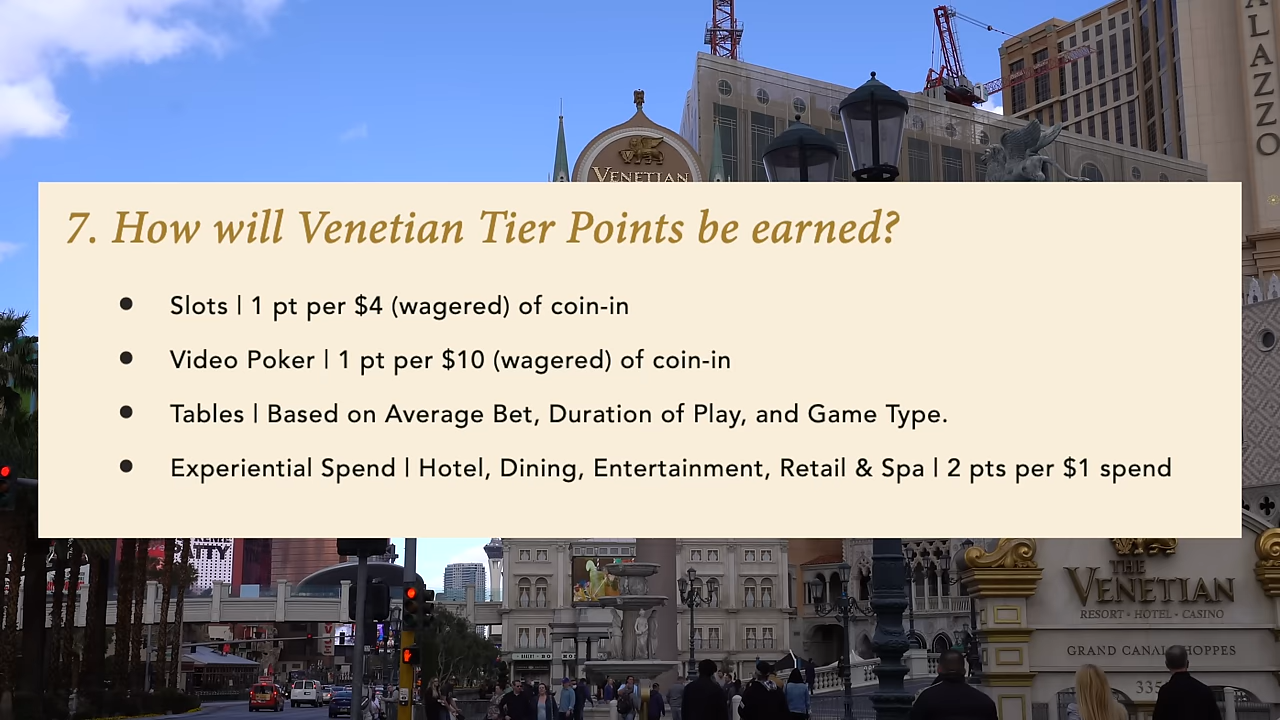 PALAZZO
VENETIAN
7. How will Venetian Tier Points be earned?
• Slots | 1 pt per $4 (wagered) of coin-in
• Video Poker | 1 pt per $10 (wagered) of coin-in
• Tables | Based on Average Bet, Duration of Play, and Game Type.
• Experiential Spend | Hotel, Dining, Entertainment, Retail & Spa | 2 pts per $1 spend
THE
VENETIAN
RESORT • HOTEL • CASINO
GRAND CANAL SHOPPES
335